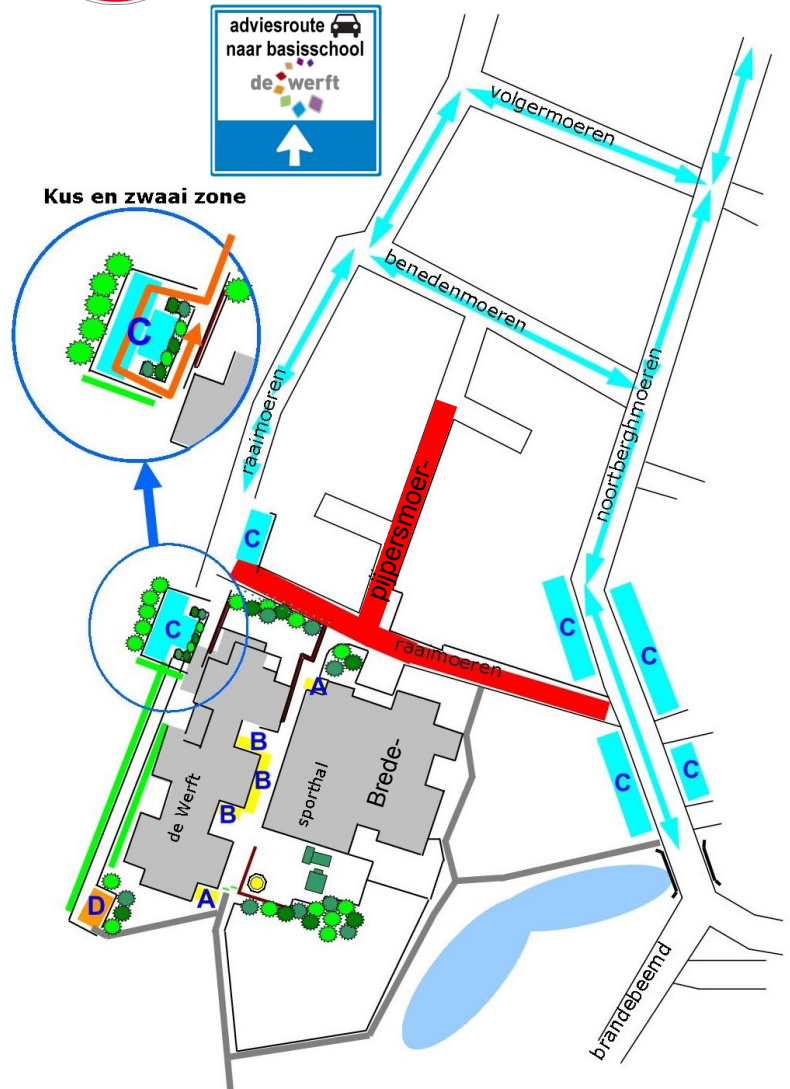 adviesroute
naar basisschool
de werft
Kus en zwaai zone
volgermoeren
benedenmoeren
C
raaimoeren
noortberghmoeren
pijpersmoer-
C
C
C
C
raaimoeren
A
B
B
B
C
C
de Werft
sporthal
Brede-
D
A
brandebeemd